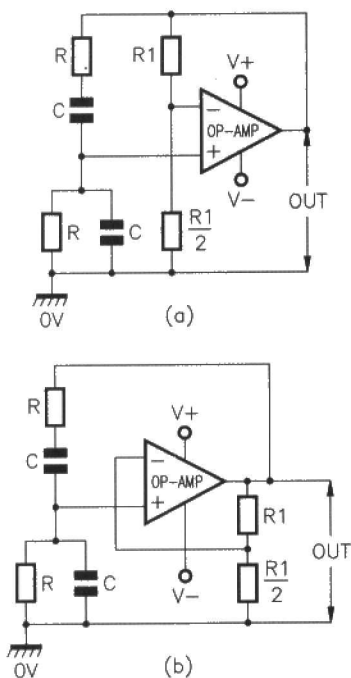 R
R1
V+
C
−
OP-AMP
+
V−
OUT
R
C
R1
2
0V
(a)
R
V+
C
−
OP-AMP
+
R1
OUT
R
C
V−
R1
2
0V
(b)